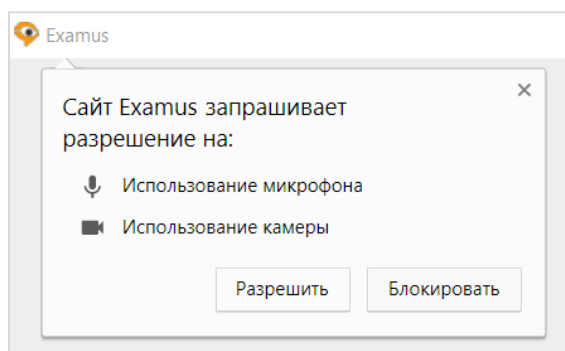 Examus
Сайт Examus запрашивает
разрешение на:
Использование микрофона
Использование камеры
Разрешить Блокировать